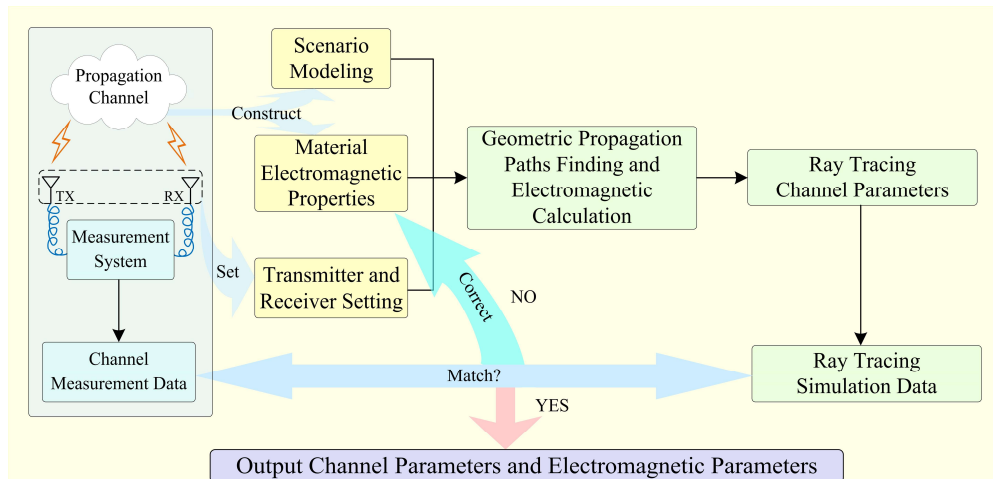 Propagation
Channel
TX
RX
Measurement
System
Channel
Measurement Data
Construct
Set
Scenario
Modeling
Material
Electromagnetic
Properties
Transmitter and
Receiver Setting
Geometric Propagation
Paths Finding and
Electromagnetic
Calculation
Ray Tracing
Channel Parameters
Ray Tracing
Simulation Data
Correct
NO
Match?
YES
Output Channel Parameters and Electromagnetic Parameters